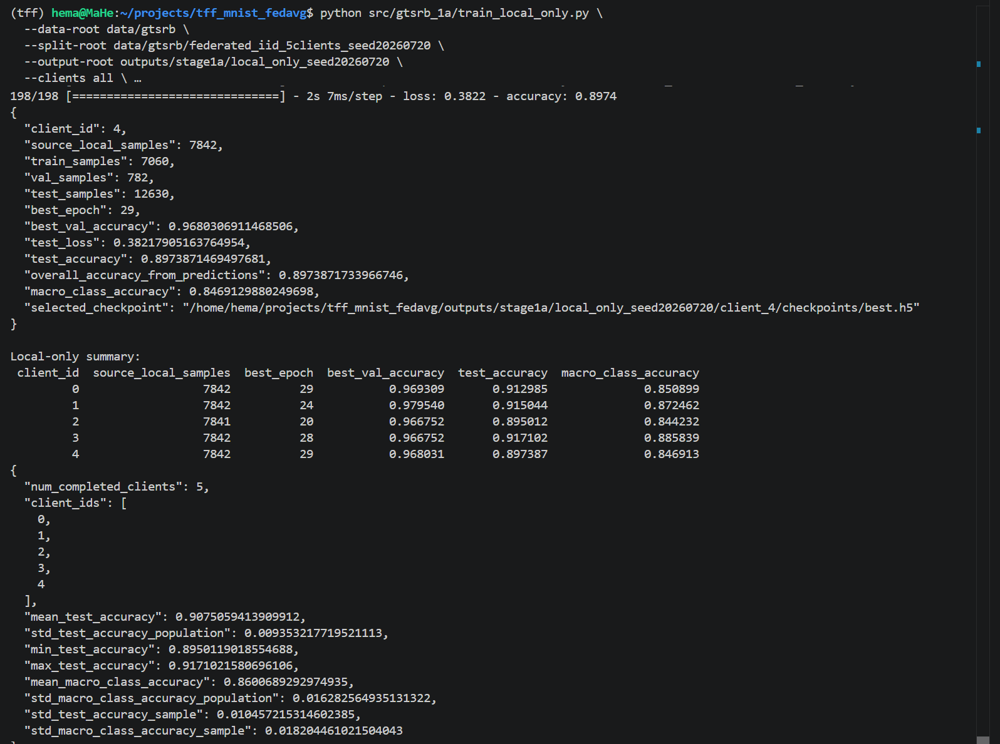 (tff) hema@MaHe:~/projects/tff_mnist_fedavg$ python src/gtsrb_1a/train_local_only.py \
  --data-root data/gtsrb \
  --split-root data/gtsrb/federated_iid_5clients_seed20260720 \
  --output-root outputs/stage1a/local_only_seed20260720 \
  --clients all \ …
198/198 [==============================] - 2s 7ms/step - loss: 0.3822 - accuracy: 0.8974
{
  "client_id": 4,
  "source_local_samples": 7842,
  "train_samples": 7060,
  "val_samples": 782,
  "test_samples": 12630,
  "best_epoch": 29,
  "best_val_accuracy": 0.9680306911468506,
  "test_loss": 0.38217905163764954,
  "test_accuracy": 0.8973871469497681,
  "overall_accuracy_from_predictions": 0.8973871733966746,
  "macro_class_accuracy": 0.8469129880249698,
  "selected_checkpoint": "/home/hema/projects/tff_mnist_fedavg/outputs/stage1a/local_only_seed20260720/client_4/checkpoints/best.h5"
}
Local-only summary:
 client_id  source_local_samples  best_epoch  best_val_accuracy  test_accuracy  macro_class_accuracy
         0                  7842          29           0.969309       0.912985              0.850899
         1                  7842          24           0.979540       0.915044              0.872462
         2                  7841          20           0.966752       0.895012              0.844232
         3                  7842          28           0.966752       0.917102              0.885839
         4                  7842          29           0.968031       0.897387              0.846913
{
  "num_completed_clients": 5,
  "client_ids": [
    0,
    1,
    2,
    3,
    4
  ],
  "mean_test_accuracy": 0.9075059413909912,
  "std_test_accuracy_population": 0.009353217719521113,
  "min_test_accuracy": 0.8950119018554688,
  "max_test_accuracy": 0.9171021580696106,
  "mean_macro_class_accuracy": 0.8600689292974935,
  "std_macro_class_accuracy_population": 0.016282564935131322,
  "std_test_accuracy_sample": 0.010457215314602385,
  "std_macro_class_accuracy_sample": 0.018204461021504043